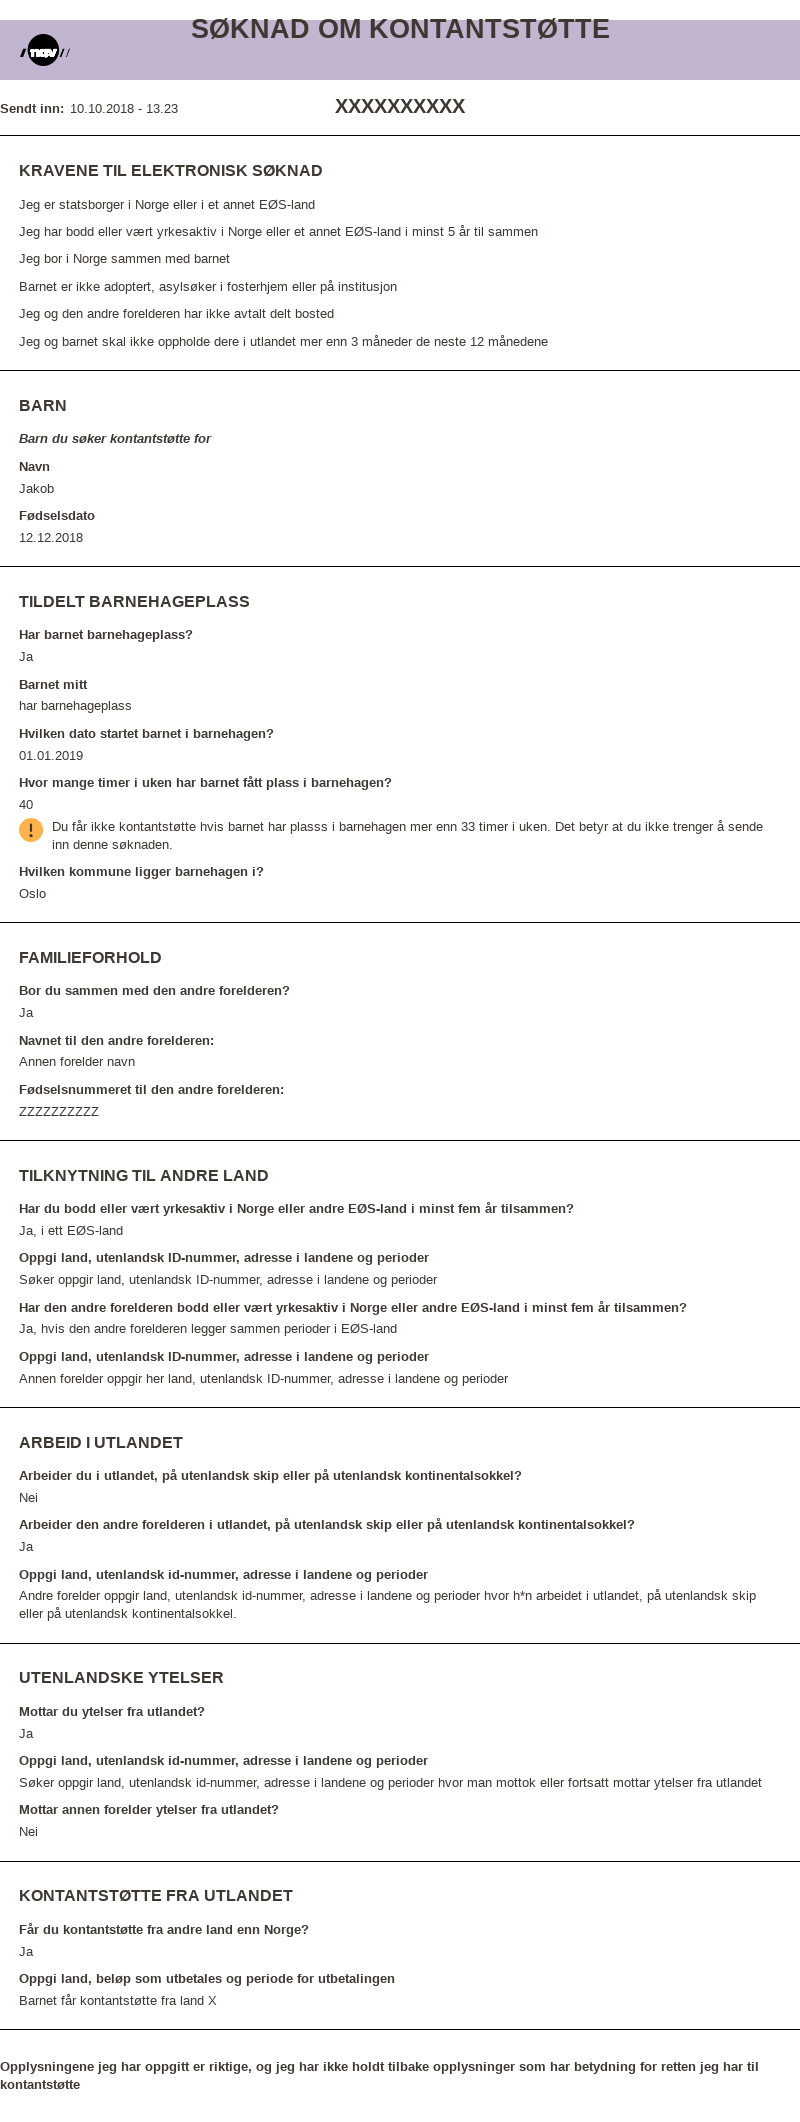 SØKNAD OM KONTANTSTØTTE
nav
Sendt inn: 10.10.2018 - 13.23
XXXXXXXXXX
KRAVENE TIL ELEKTRONISK SØKNAD
Jeg er statsborger i Norge eller i et annet EØS-land
Jeg har bodd eller vært yrkesaktiv i Norge eller et annet EØS-land i minst 5 år til sammen
Jeg bor i Norge sammen med barnet
Barnet er ikke adoptert, asylsøker i fosterhjem eller på institusjon
Jeg og den andre forelderen har ikke avtalt delt bosted
Jeg og barnet skal ikke oppholde dere i utlandet mer enn 3 måneder de neste 12 månedene
BARN
Barn du søker kontantstøtte for
Navn
Jakob
Fødselsdato
12.12.2018
TILDELT BARNEHAGEPLASS
Har barnet barnehageplass?
Ja
Barnet mitt
har barnehageplass
Hvilken dato startet barnet i barnehagen?
01.01.2019
Hvor mange timer i uken har barnet fått plass i barnehagen?
40
Du får ikke kontantstøtte hvis barnet har plasss i barnehagen mer enn 33 timer i uken. Det betyr at du ikke trenger å sende
inn denne søknaden.
Hvilken kommune ligger barnehagen i?
Oslo
FAMILIEFORHOLD
Bor du sammen med den andre forelderen?
Ja
Navnet til den andre forelderen:
Annen forelder navn
Fødselsnummeret til den andre forelderen:
ZZZZZZZZZZ
TILKNYTNING TIL ANDRE LAND
Har du bodd eller vært yrkesaktiv i Norge eller andre EØS-land i minst fem år tilsammen?
Ja, i ett EØS-land
Oppgi land, utenlandsk ID-nummer, adresse i landene og perioder
Søker oppgir land, utenlandsk ID-nummer, adresse i landene og perioder
Har den andre forelderen bodd eller vært yrkesaktiv i Norge eller andre EØS-land i minst fem år tilsammen?
Ja, hvis den andre forelderen legger sammen perioder i EØS-land
Oppgi land, utenlandsk ID-nummer, adresse i landene og perioder
Annen forelder oppgir her land, utenlandsk ID-nummer, adresse i landene og perioder
ARBEID I UTLANDET
Arbeider du i utlandet, på utenlandsk skip eller på utenlandsk kontinentalsokkel?
Nei
Arbeider den andre forelderen i utlandet, på utenlandsk skip eller på utenlandsk kontinentalsokkel?
Ja
Oppgi land, utenlandsk id-nummer, adresse i landene og perioder
Andre forelder oppgir land, utenlandsk id-nummer, adresse i landene og perioder hvor h*n arbeidet i utlandet, på utenlandsk skip
eller på utenlandsk kontinentalsokkel.
UTENLANDSKE YTELSER
Mottar du ytelser fra utlandet?
Ja
Oppgi land, utenlandsk id-nummer, adresse i landene og perioder
Søker oppgir land, utenlandsk id-nummer, adresse i landene og perioder hvor man mottok eller fortsatt mottar ytelser fra utlandet
Mottar annen forelder ytelser fra utlandet?
Nei
KONTANTSTØTTE FRA UTLANDET
Får du kontantstøtte fra andre land enn Norge?
Ja
Oppgi land, beløp som utbetales og periode for utbetalingen
Barnet får kontantstøtte fra land X
Opplysningene jeg har oppgitt er riktige, og jeg har ikke holdt tilbake opplysninger som har betydning for retten jeg har til
kontantstøtte